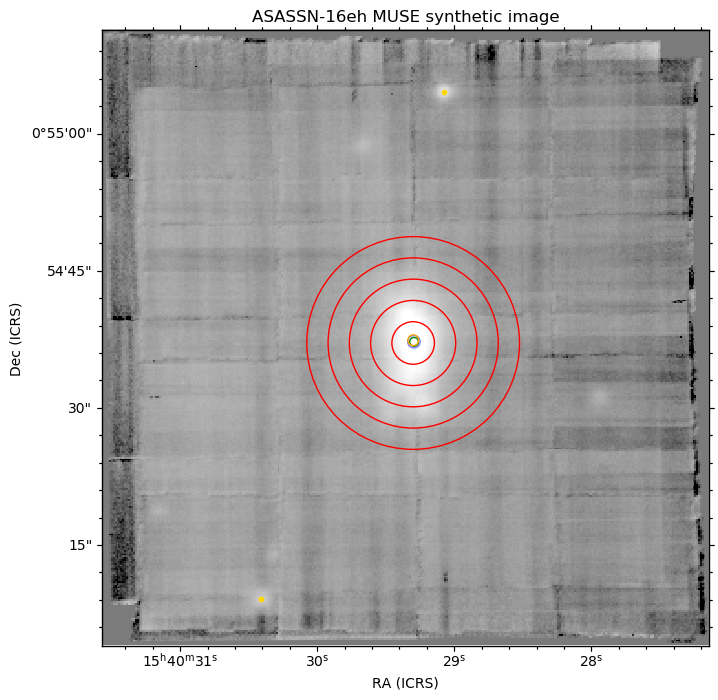 ASASSN-16eh MUSE synthetic image
0°55'00"
54'45"
30"
15"
Dec (ICRS)
15ʰ40ᵐ31ˢ 30ˢ 29ˢ 28ˢ
RA (ICRS)